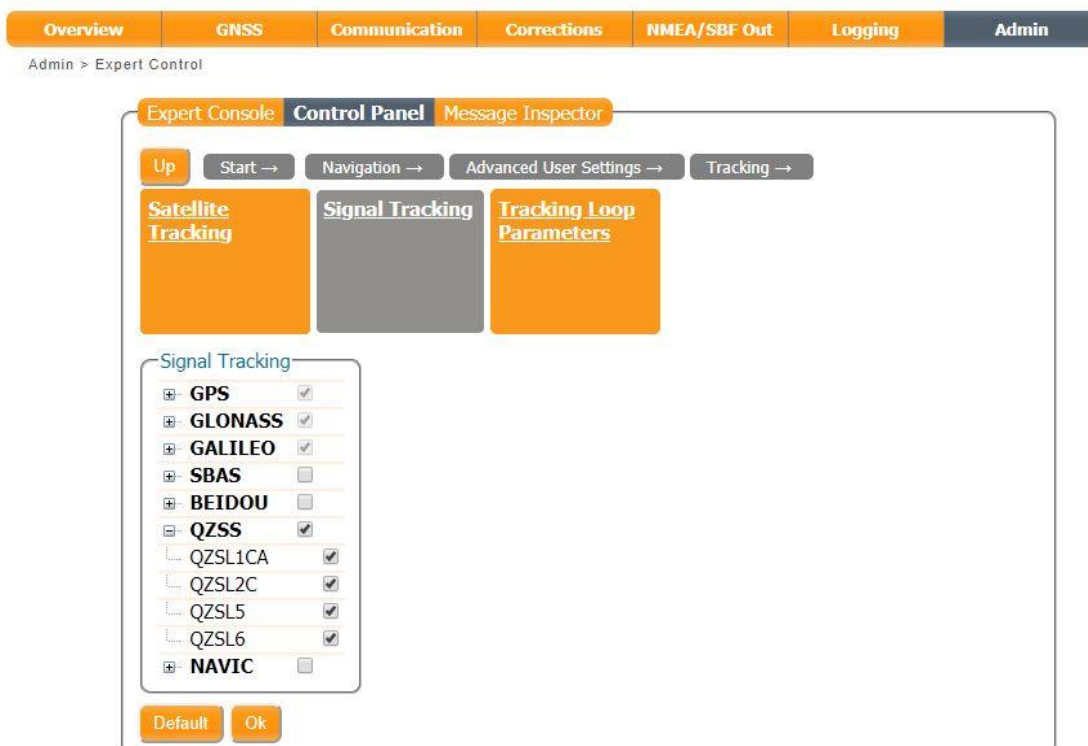 Overview GNSS Communication Corrections NMEA/SBF Out Logging Admin
Admin > Expert Control
Expert Console Control Panel Message Inspector
Up Start → Navigation → Advanced User Settings → Tracking →
Satellite Signal Tracking Tracking Loop
Tracking Parameters
Signal Tracking
GPS
GLONASS
GALILEO
SBAS
BEIDOU
QZSS
QZSL1CA
QZSL2C
QZSL5
QZSL6
NAVIC
Default Ok